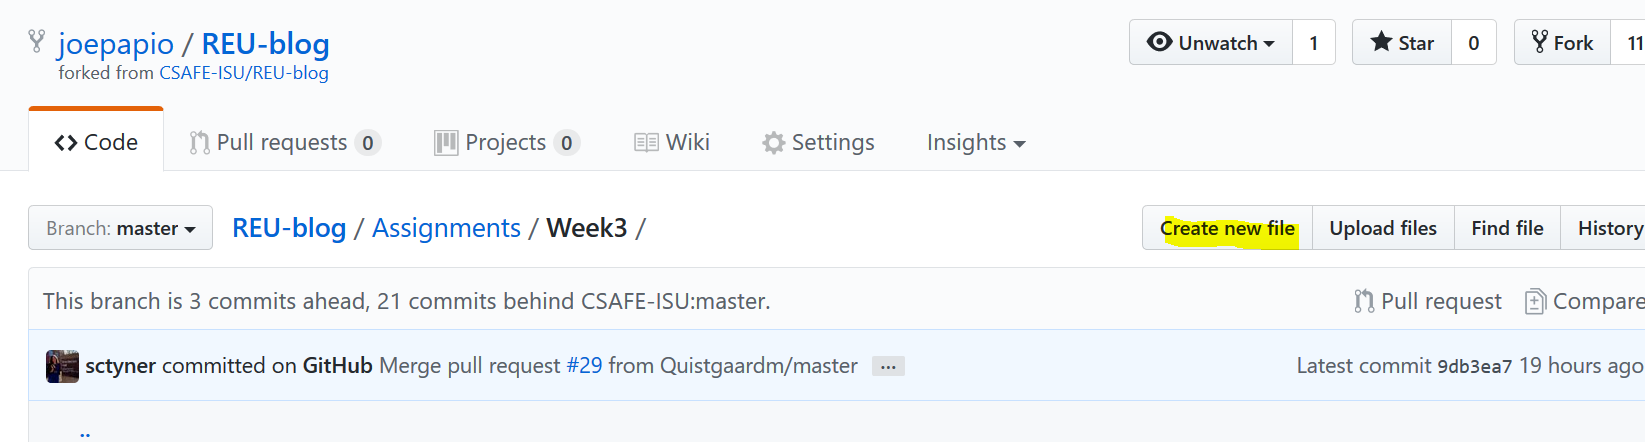 joepapio / REU-blog
Unwatch 1 Star 0 Fork 11
forked from CSAFE-ISU/REU-blog
Code Pull requests 0 Projects 0 Wiki Settings Insights
Branch: master REU-blog / Assignments / Week3 / Create new file Upload files Find file History
This branch is 3 commits ahead, 21 commits behind CSAFE-ISU:master. Pull request Compare
sctyner committed on GitHub Merge pull request #29 from Quistgaardm/master ... Latest commit 9db3ea7 19 hours ago
..